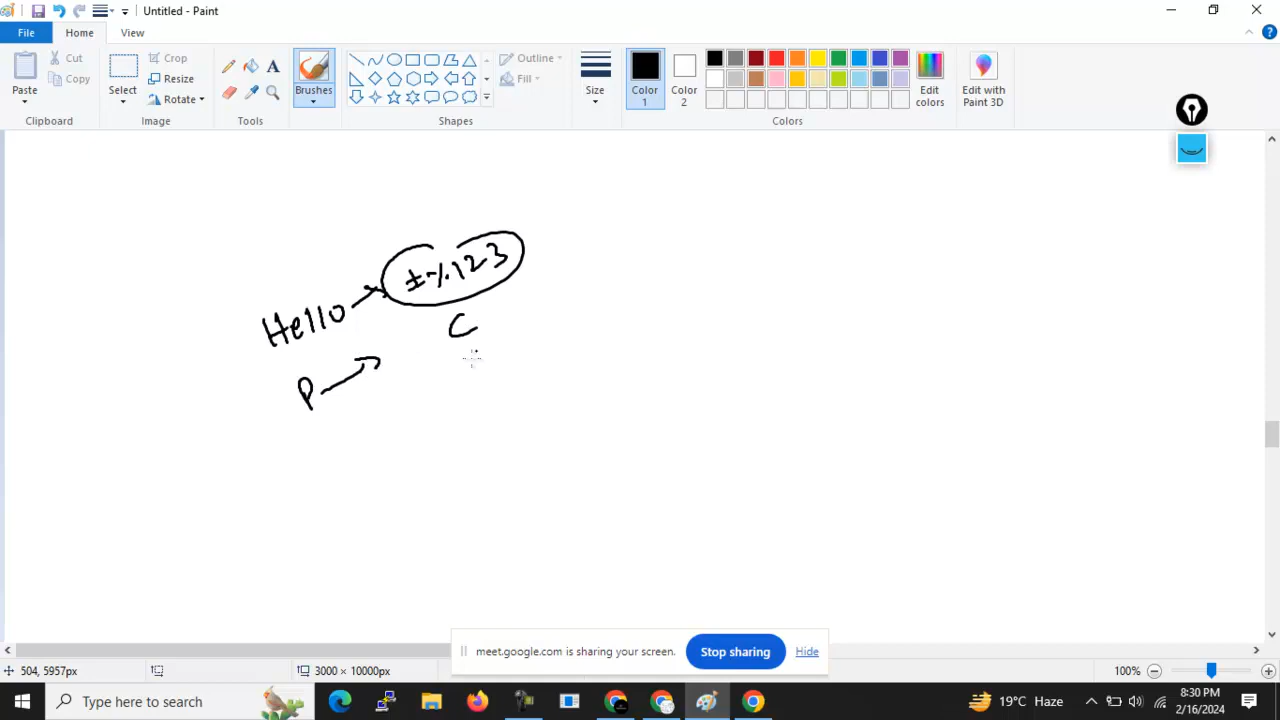 Untitled - Paint
File
Home
View
Paste
Cut
Copy
Clipboard
Select
Crop
Resize
Rotate
Image
A
Tools
Brushes
Outline
Fill
Shapes
Size
Color 1
Color 2
Edit colors
Colors
Edit with Paint 3D
±~%.123
Hello
C
P
meet.google.com is sharing your screen.
Stop sharing
Hide
504, 5957px
3000 × 10000px
100%
Type here to search
19°C Haze
8:30 PM
2/16/2024